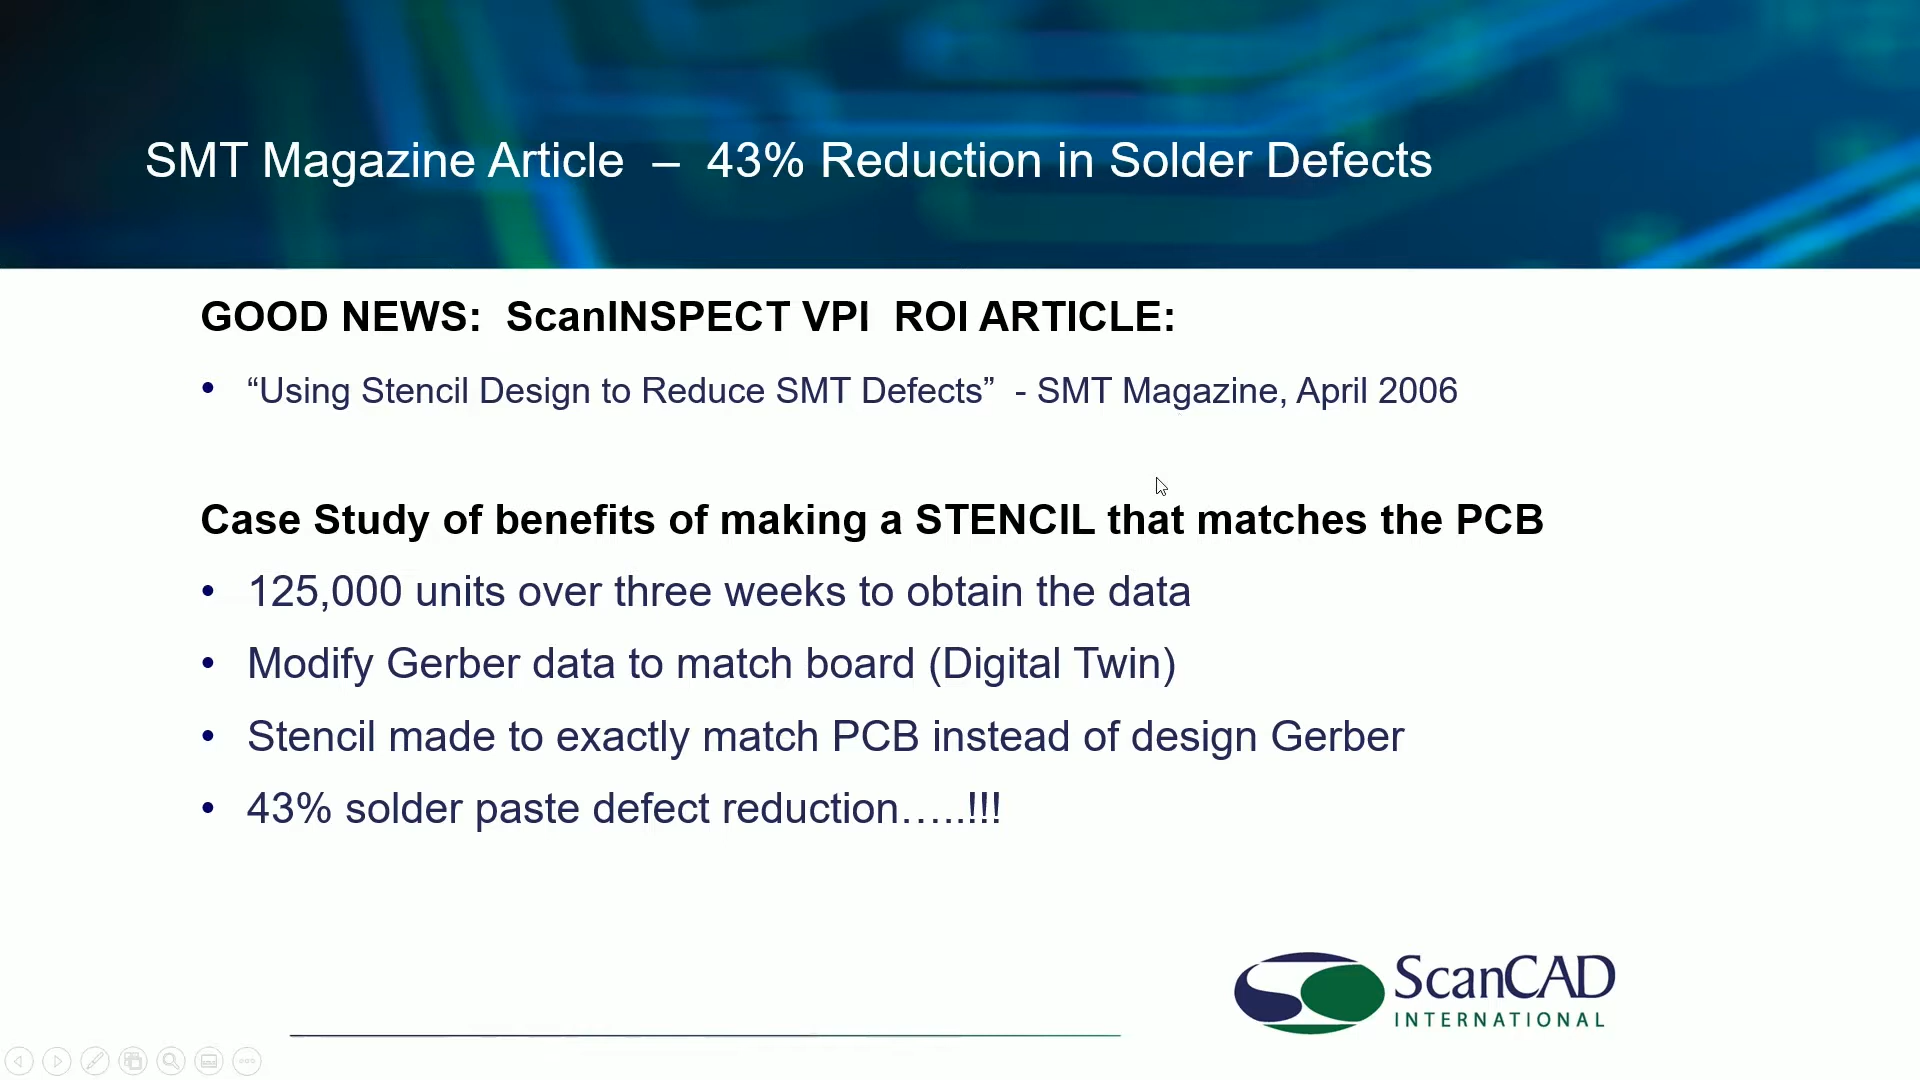 SMT Magazine Article – 43% Reduction in Solder Defects
GOOD NEWS: ScanINSPECT VPI ROI ARTICLE:
• “Using Stencil Design to Reduce SMT Defects” - SMT Magazine, April 2006
Case Study of benefits of making a STENCIL that matches the PCB
• 125,000 units over three weeks to obtain the data
• Modify Gerber data to match board (Digital Twin)
• Stencil made to exactly match PCB instead of design Gerber
• 43% solder paste defect reduction…..!!!
ScanCAD
INTERNATIONAL